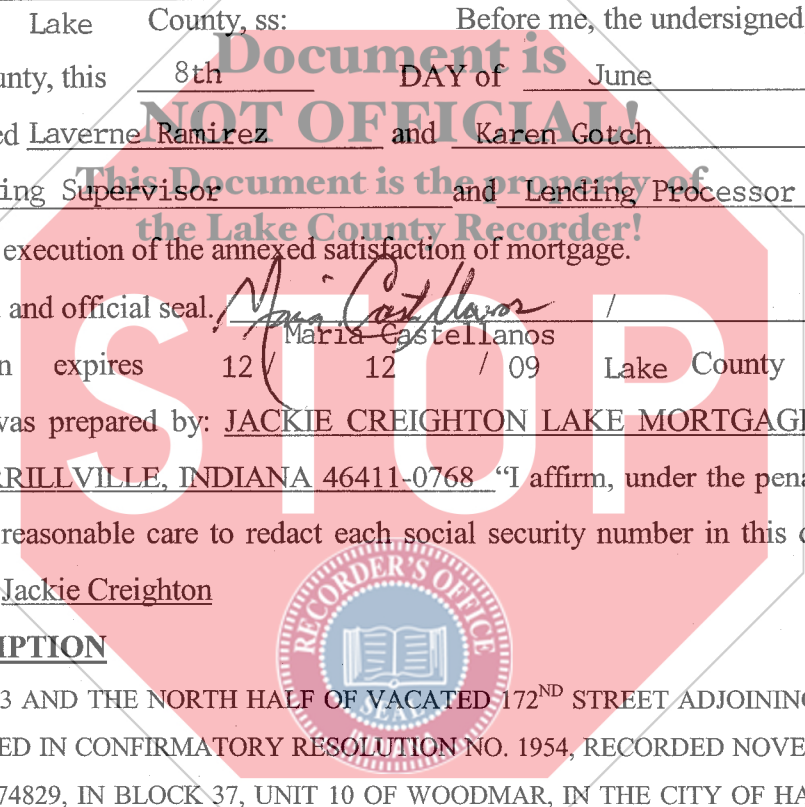 Lake County, ss: Before me, the undersigned
unty, this 8th DAY of June
ed Laverne Ramirez and Karen Gotch
ing Supervisor and Lending Processor
execution of the annexed satisfaction of mortgage.
and official seal. Maria Castellanos /
Maria Castellanos
n expires 12 / 12 / 09 Lake County
was prepared by: JACKIE CREIGHTON LAKE MORTGAGE
RRILLVILLE, INDIANA 46411-0768 “I affirm, under the pena
reasonable care to redact each social security number in this d
Jackie Creighton
IPTION
3 AND THE NORTH HALF OF VACATED 172ND STREET ADJOINING
ED IN CONFIRMATORY RESOLUTION NO. 1954, RECORDED NOVE
74829, IN BLOCK 37, UNIT 10 OF WOODMAR, IN THE CITY OF HA
Document is
NOT OFFICIAL!
This Document is the property of
the Lake County Recorder!
STOP
RECORDER'S OFFICE
SEAL